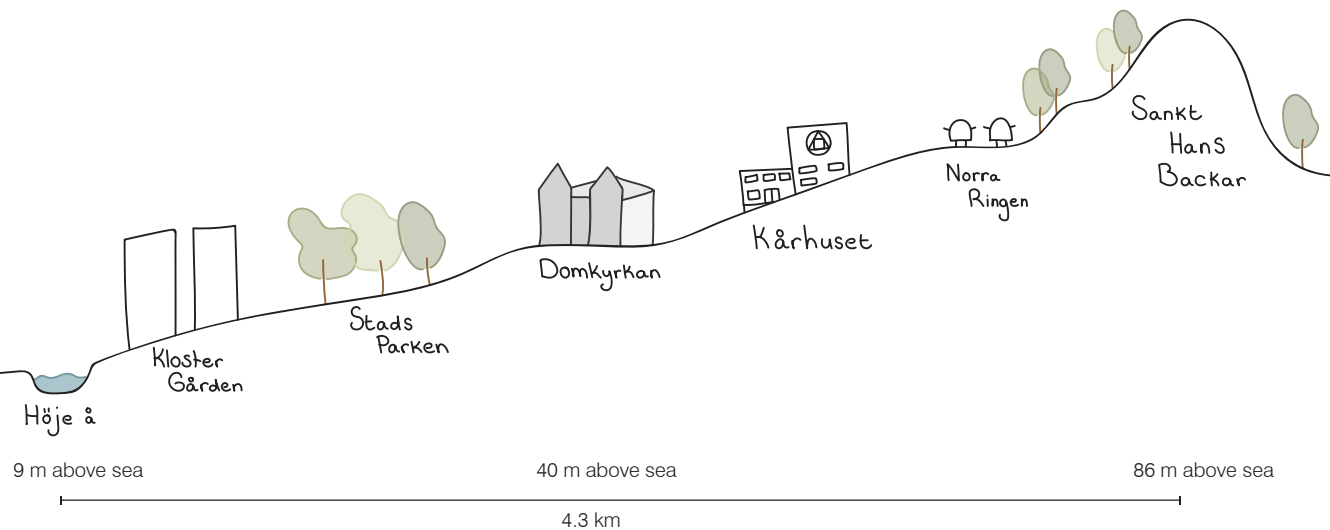 Kloster
Gården
Höje å
Stads
Parken
Domkyrkan
Kårhuset
Norra
Ringen
Sankt
Hans
Backar
9 m above sea
40 m above sea
86 m above sea
4.3 km